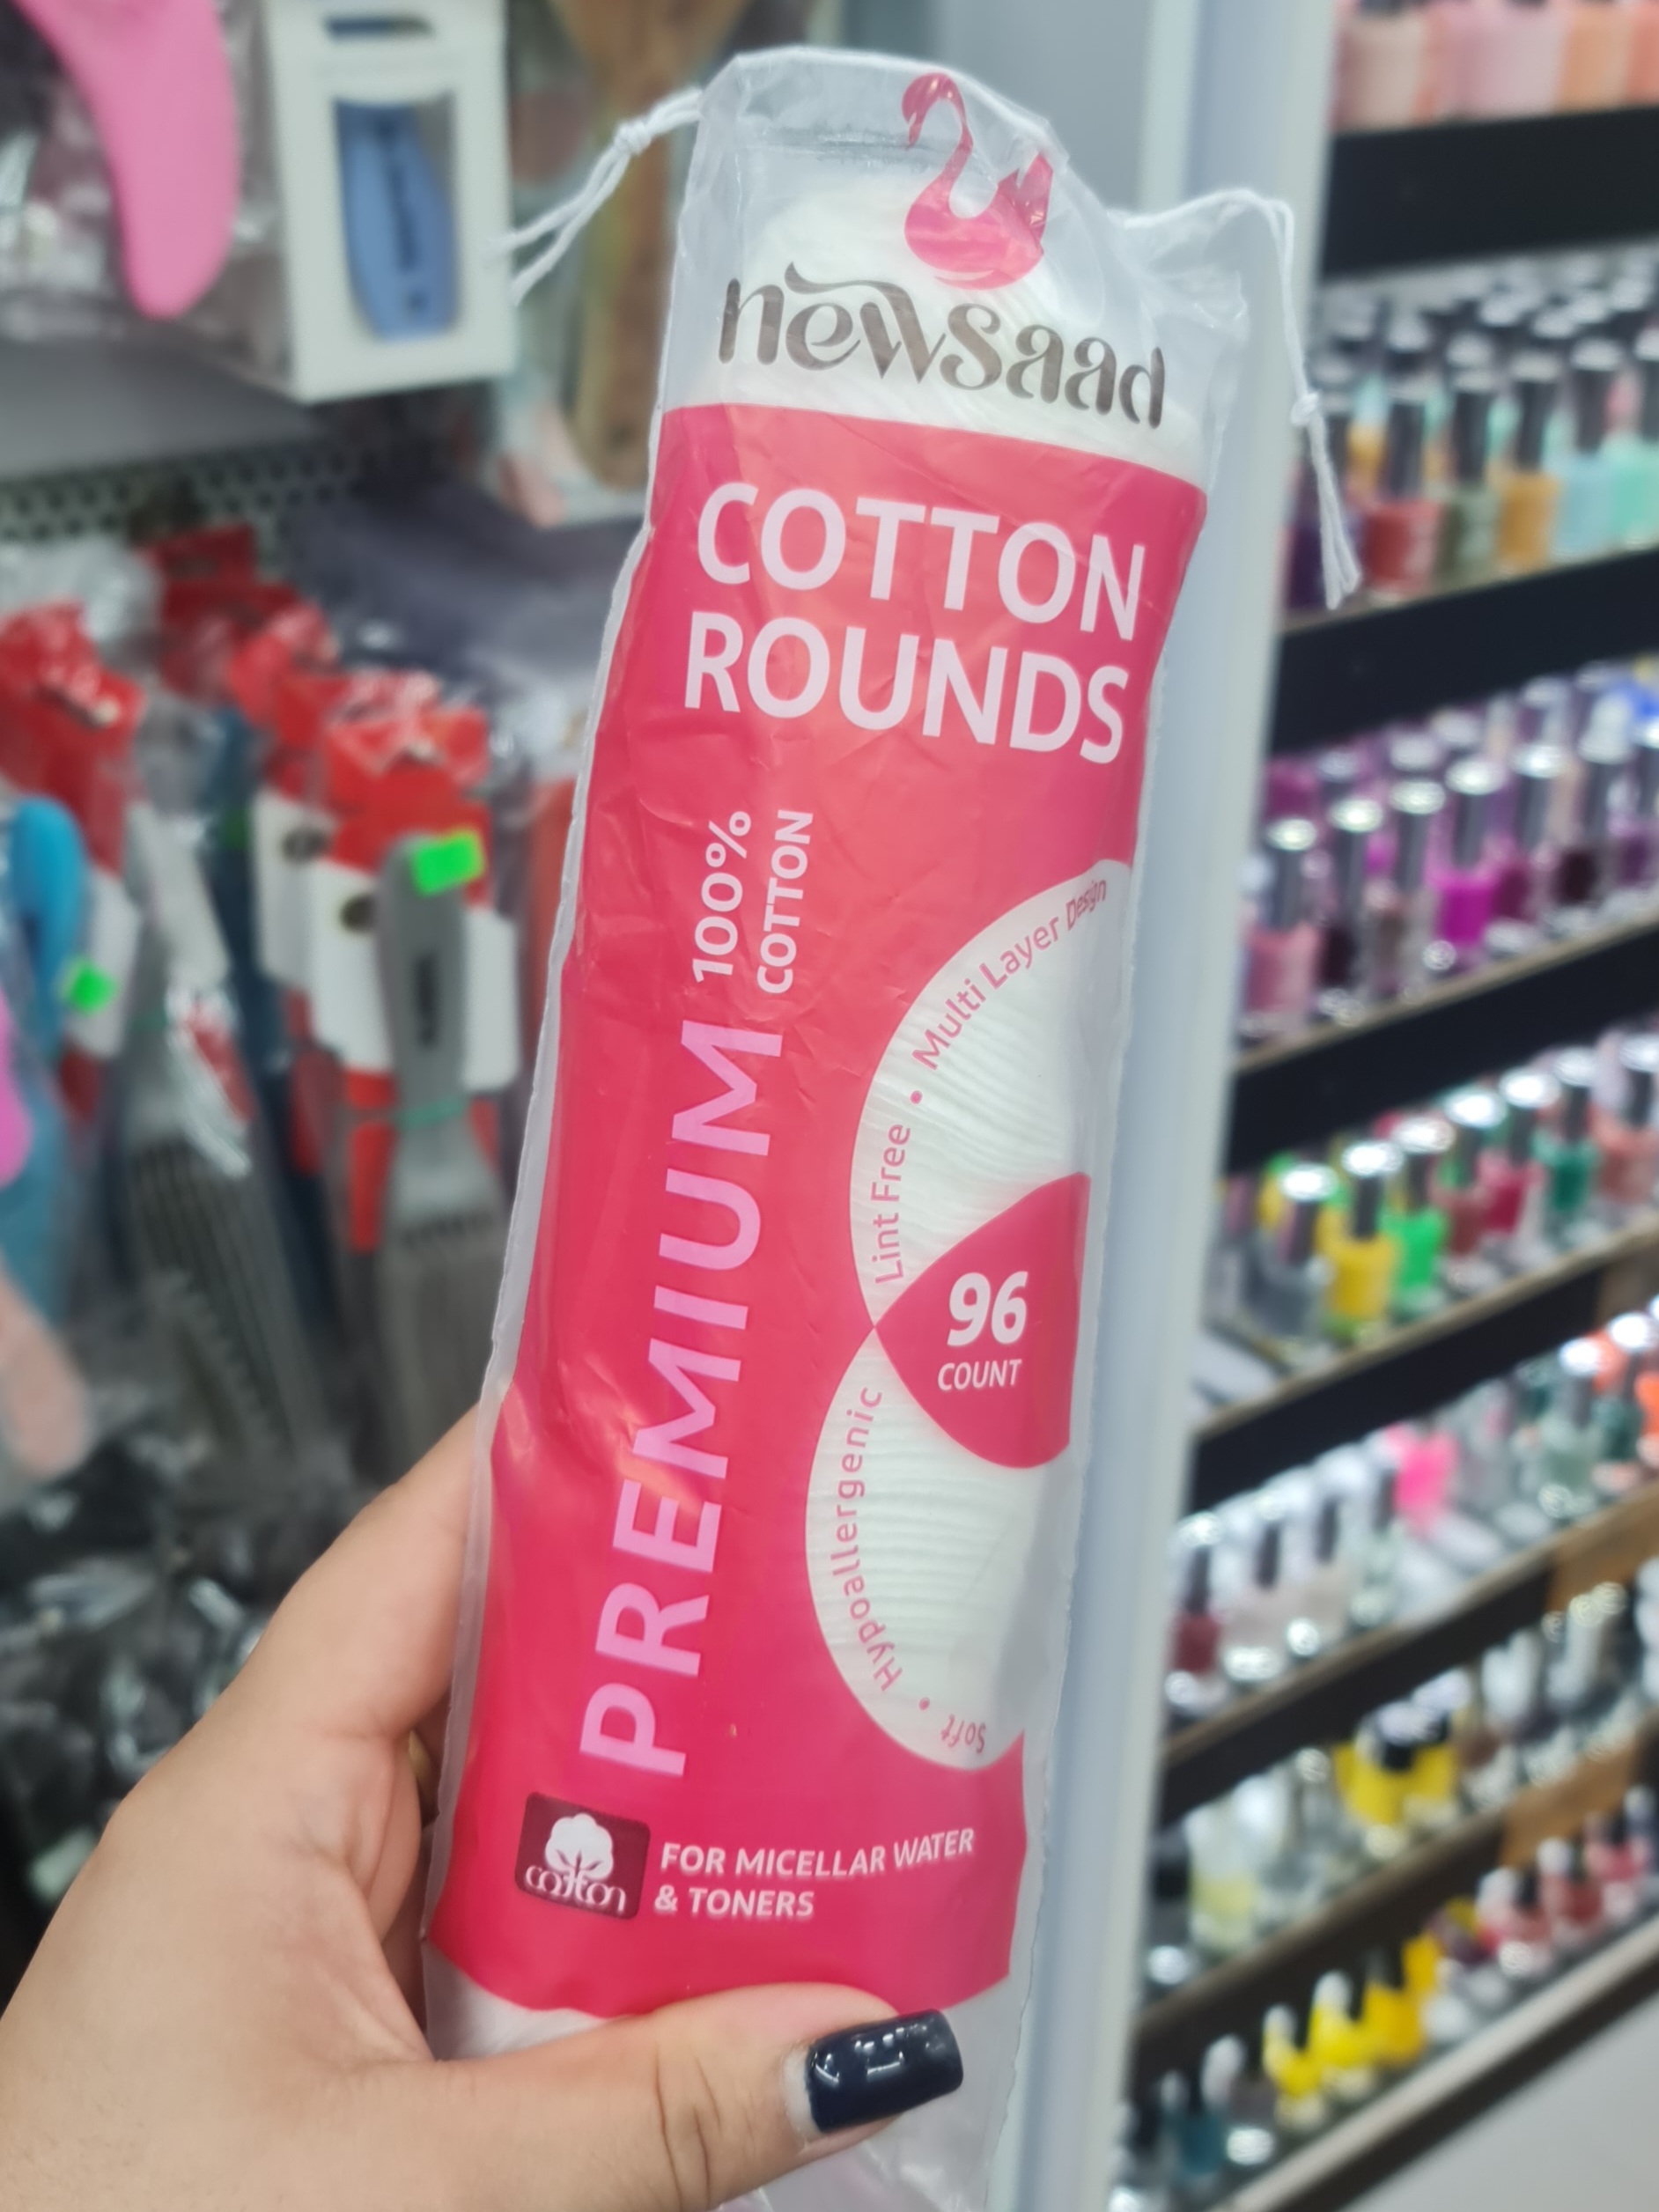 newsaad
COTTON
ROUNDS
PREMIUM
100%
COTTON
Lint Free • Multi Layer Design
96
COUNT
Soft • Hypoallergenic
cotton
FOR MICELLAR WATER
& TONERS